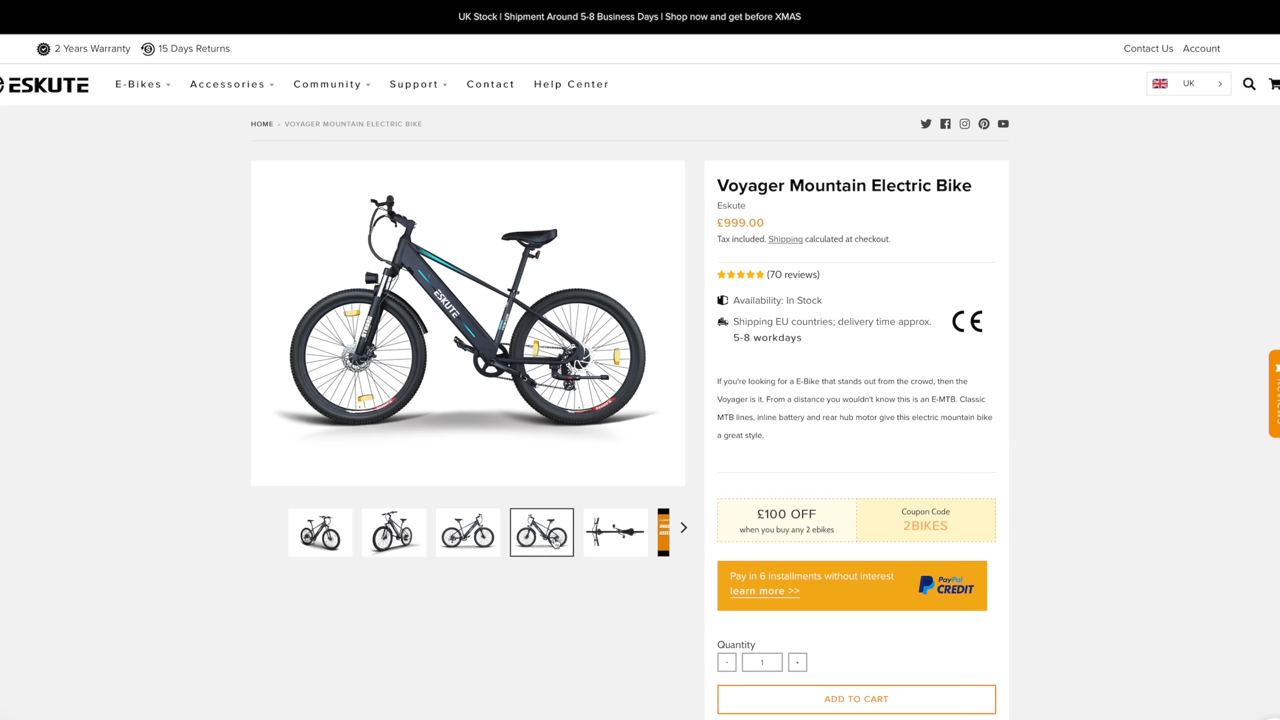 UK Stock | Shipment Around 5-8 Business Days | Shop now and get before XMAS
2 Years Warranty 15 Days Returns
Contact Us Account
ESKUTE
E-Bikes Accessories Community Support Contact Help Center
UK
HOME › VOYAGER MOUNTAIN ELECTRIC BIKE
ESKUTE
Voyager Mountain Electric Bike
Eskute
£999.00
Tax included. Shipping calculated at checkout.
(70 reviews)
Availability: In Stock
Shipping EU countries; delivery time approx.
5-8 workdays
CE
If you're looking for a E-Bike that stands out from the crowd, then the
Voyager is it. From a distance you wouldn't know this is an E-MTB. Classic
MTB lines, inline battery and rear hub motor give this electric mountain bike
a great style.
£100 OFF
when you buy any 2 ebikes
Coupon Code
2BIKES
Pay in 6 installments without interest
learn more >>
PayPal
CREDIT
Quantity
- 1 +
ADD TO CART